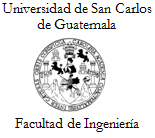 Universidad de San Carlos
de Guatemala
Facultad de Ingeniería